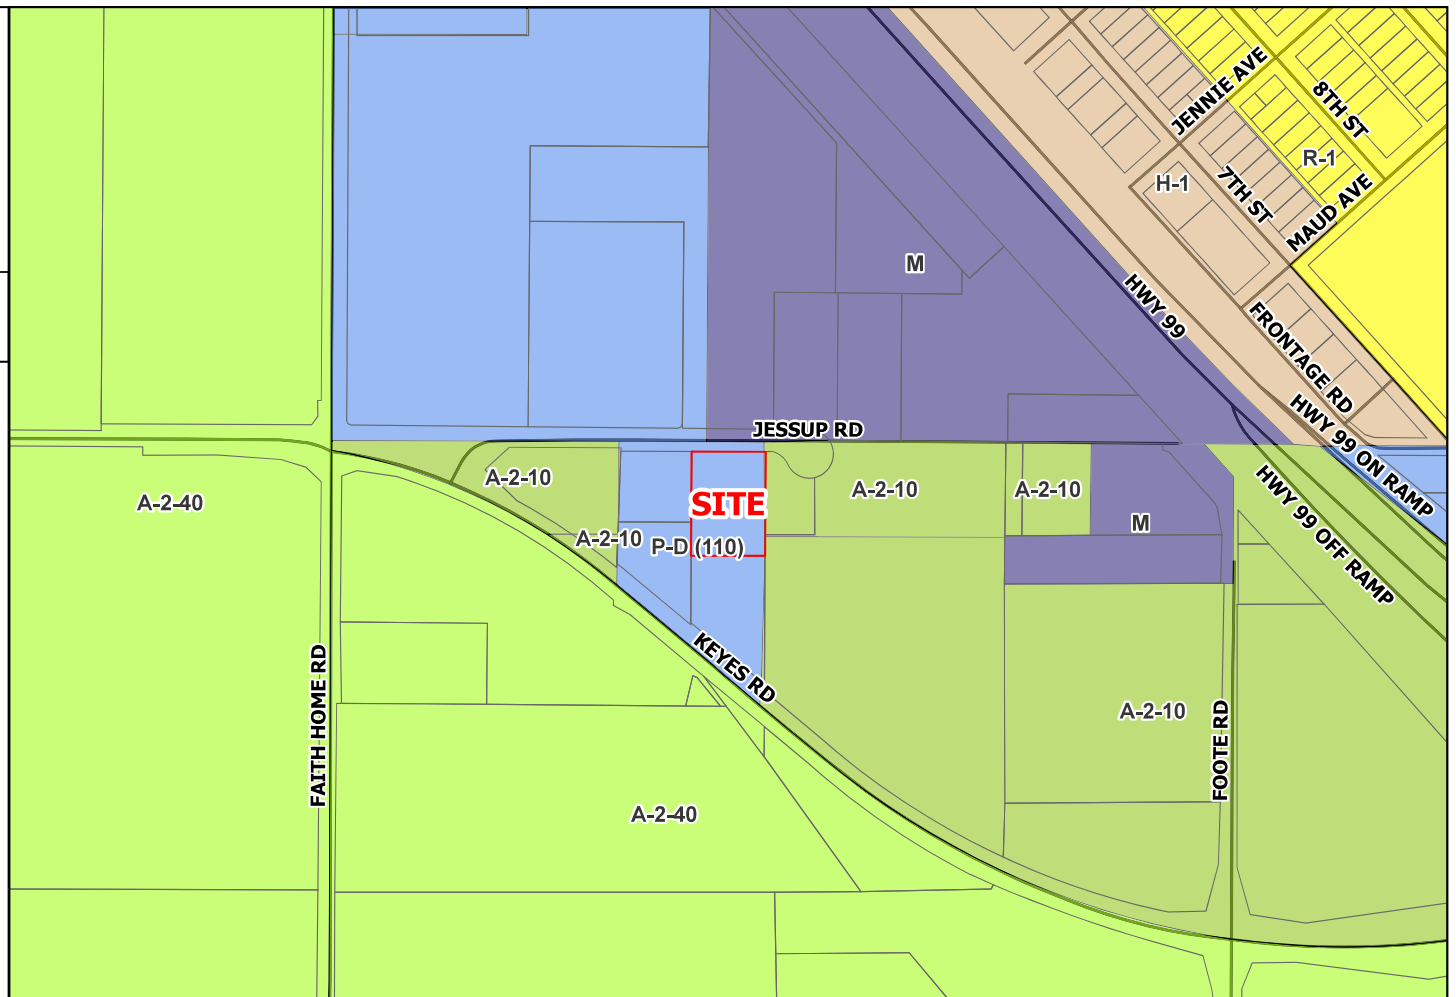 JENNIE AVE
8TH ST
R-1
H-1
7TH ST
MAUD AVE
M
HWY 99
FRONTAGE RD
HWY 99 ON RAMP
JESSUP RD
A-2-10
A-2-40
SITE
A-2-10
A-2-10
HWY 99 OFF RAMP
M
A-2-10
P-D (110)
KEYES RD
FAITH HOME RD
A-2-10
FOOTE RD
A-2-40